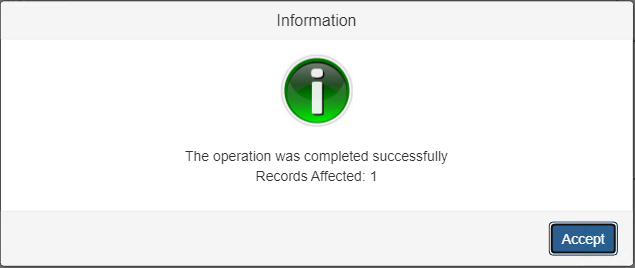 Information
The operation was completed successfully
Records Affected: 1
Accept